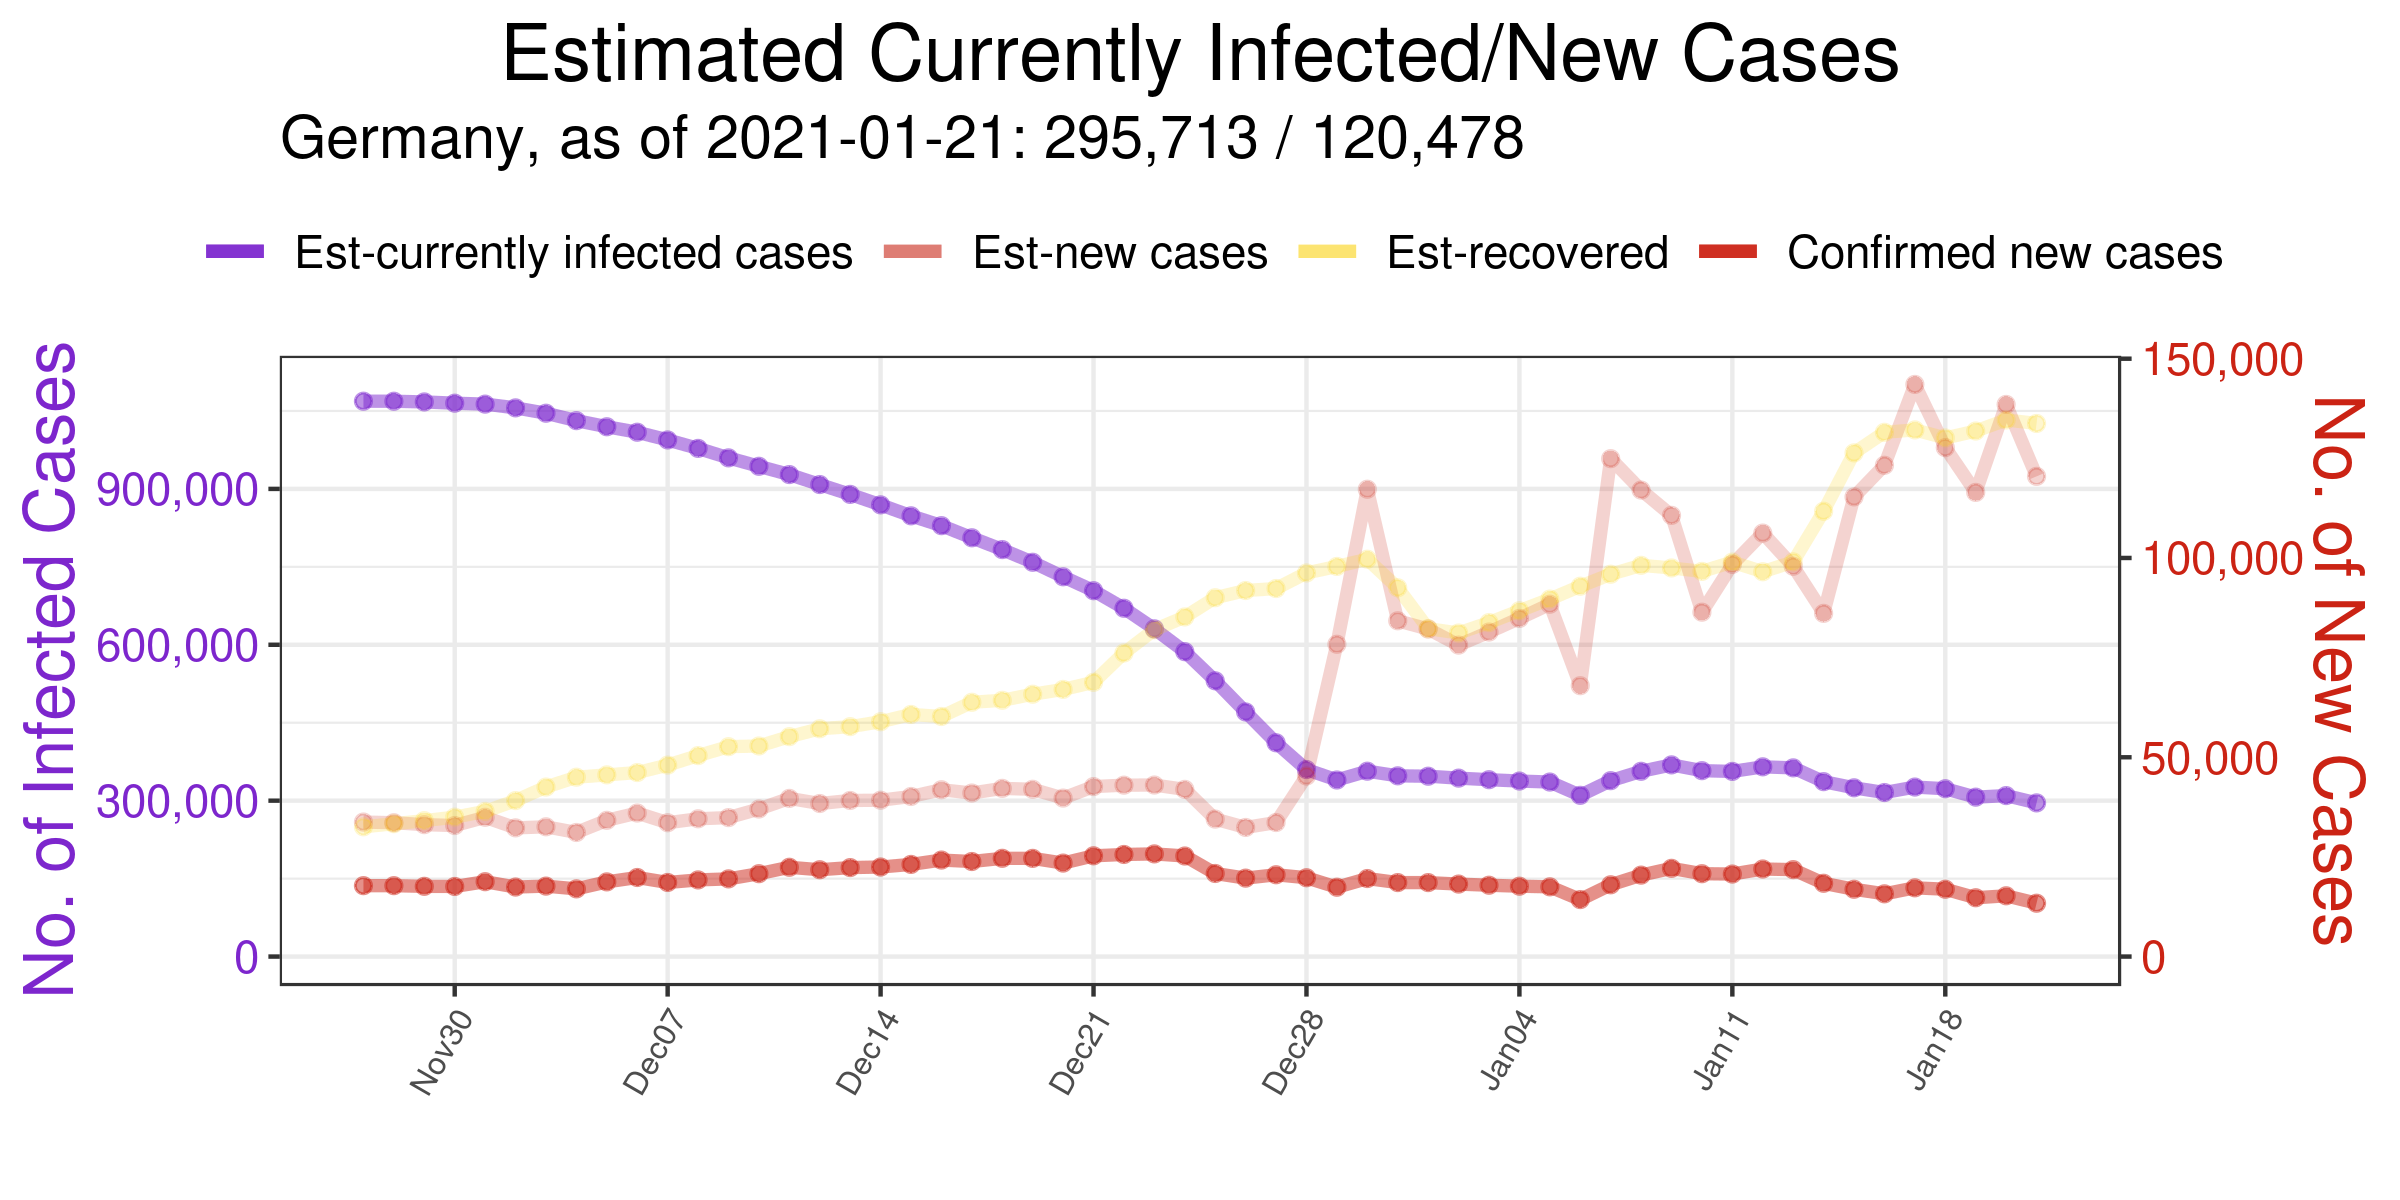 Estimated Currently Infected/New Cases
Germany, as of 2021-01-21: 295,713 / 120,478
Est-currently infected cases Est-new cases Est-recovered Confirmed new cases
No. of Infected Cases
900,000
600,000
300,000
0
150,000
100,000
50,000
0
No. of New Cases
Nov30 Dec07 Dec14 Dec21 Dec28 Jan04 Jan11 Jan18